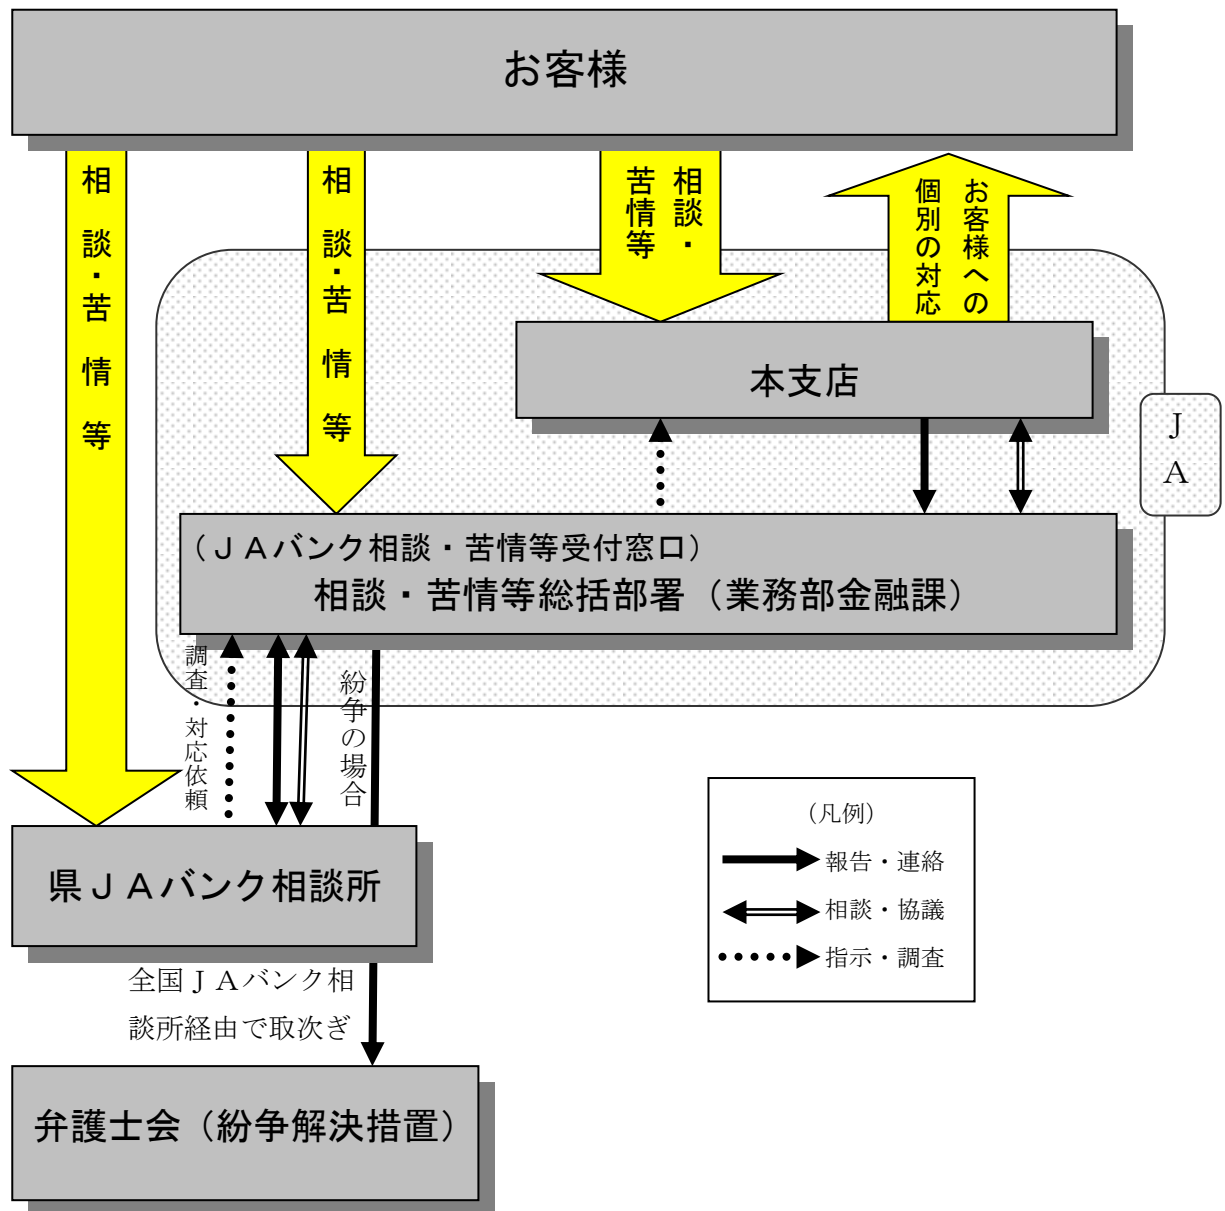 お客様
相談・苦情等
相談・苦情等
相談・
苦情等
お客様への
個別の対応
本支店
ＪＡ
（ＪＡバンク相談・苦情等受付窓口）
相談・苦情等総括部署（業務部金融課）
調査・対応依頼
紛争の場合
県ＪＡバンク相談所
全国ＪＡバンク相
談所経由で取次ぎ
弁護士会（紛争解決措置）
（凡例）
報告・連絡
相談・協議
指示・調査